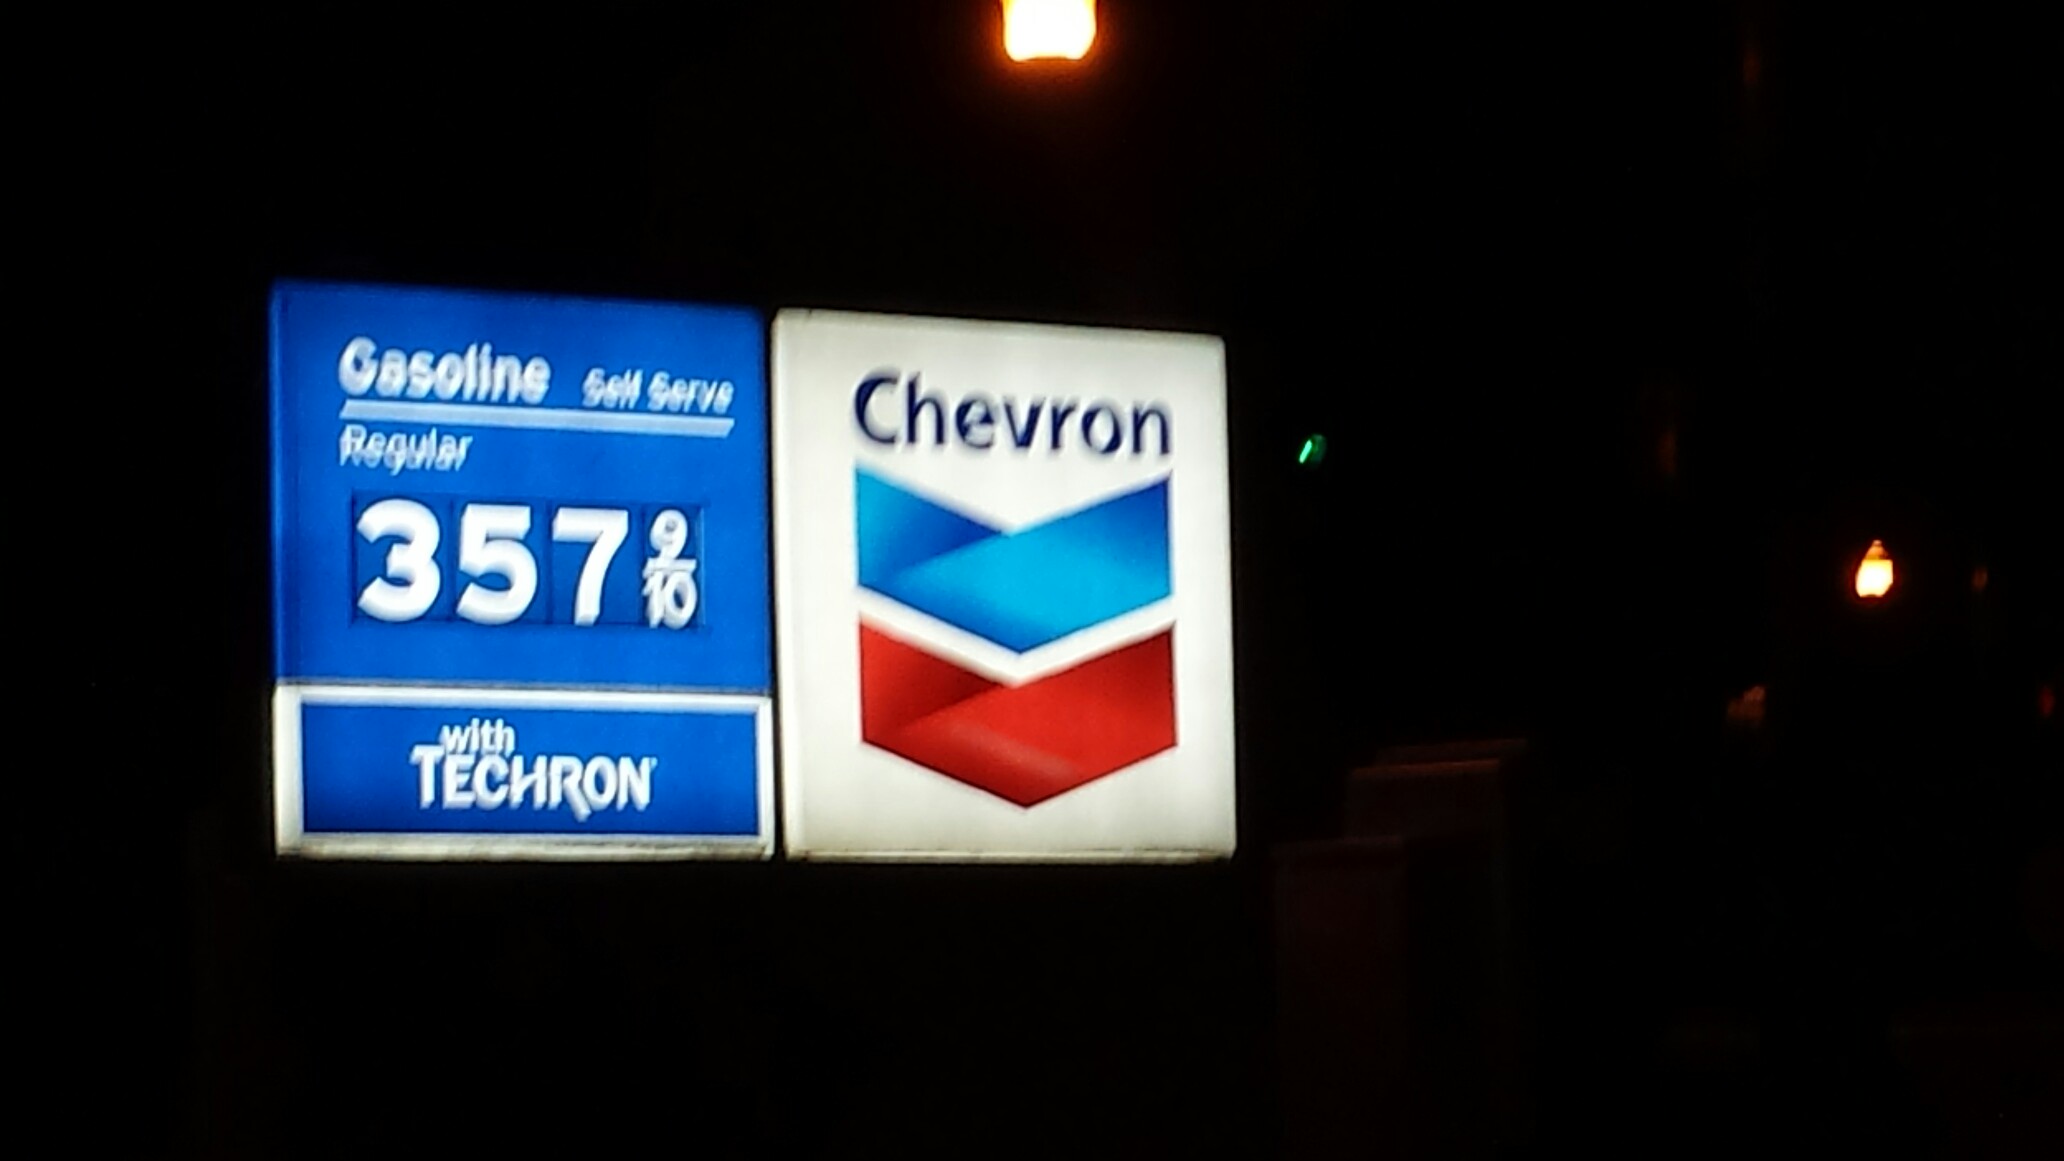 Gasoline Self Serve
Regular
357 9/10
with
TECHRON
Chevron